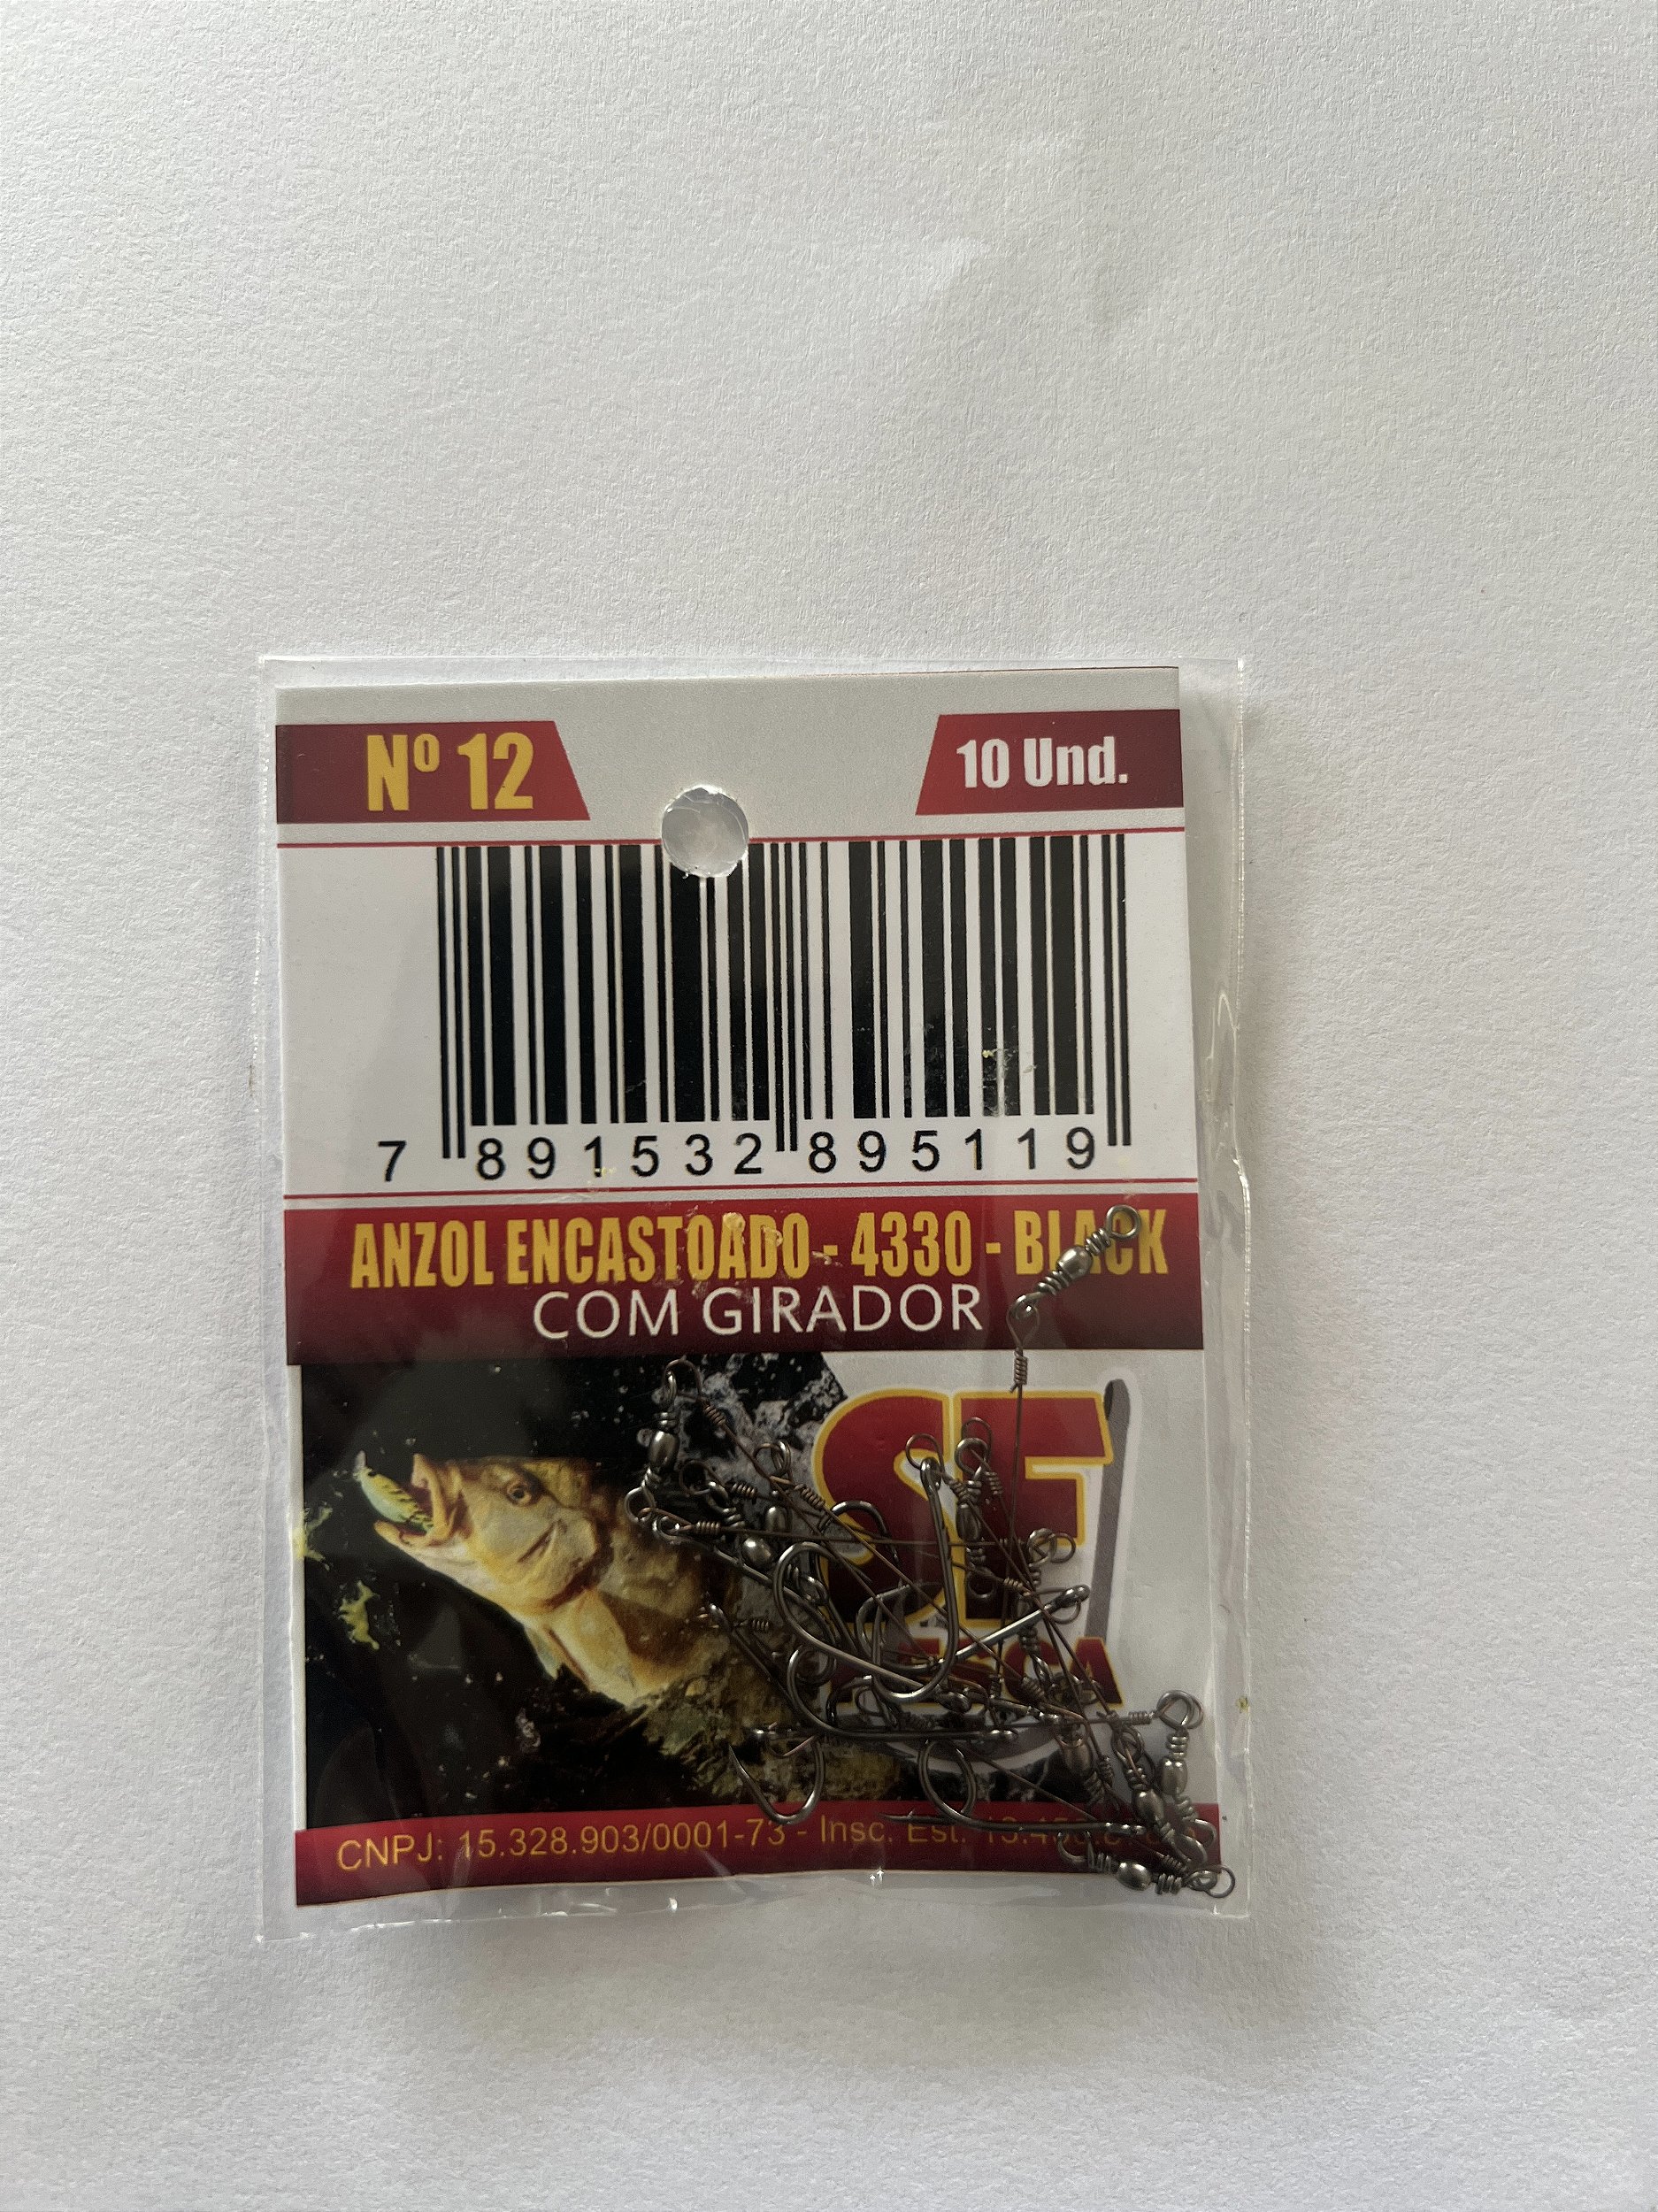 Nº 12
10 Und.
7 891532 895119
ANZOL ENCASTOADO - 4330 - BLACK
COM GIRADOR
SF
CNPJ: 15.328.903/0001-73 - Insc. Est.